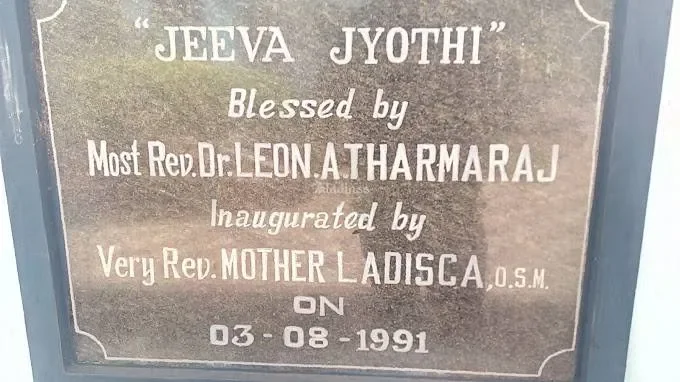 "JEEVA JYOTHI"
Blessed by
Most Rev. Dr. LEON. A. THARMARAJ
Inaugurated by
Very Rev. MOTHER LADISCA, O.S.M.
ON
03-08-1991